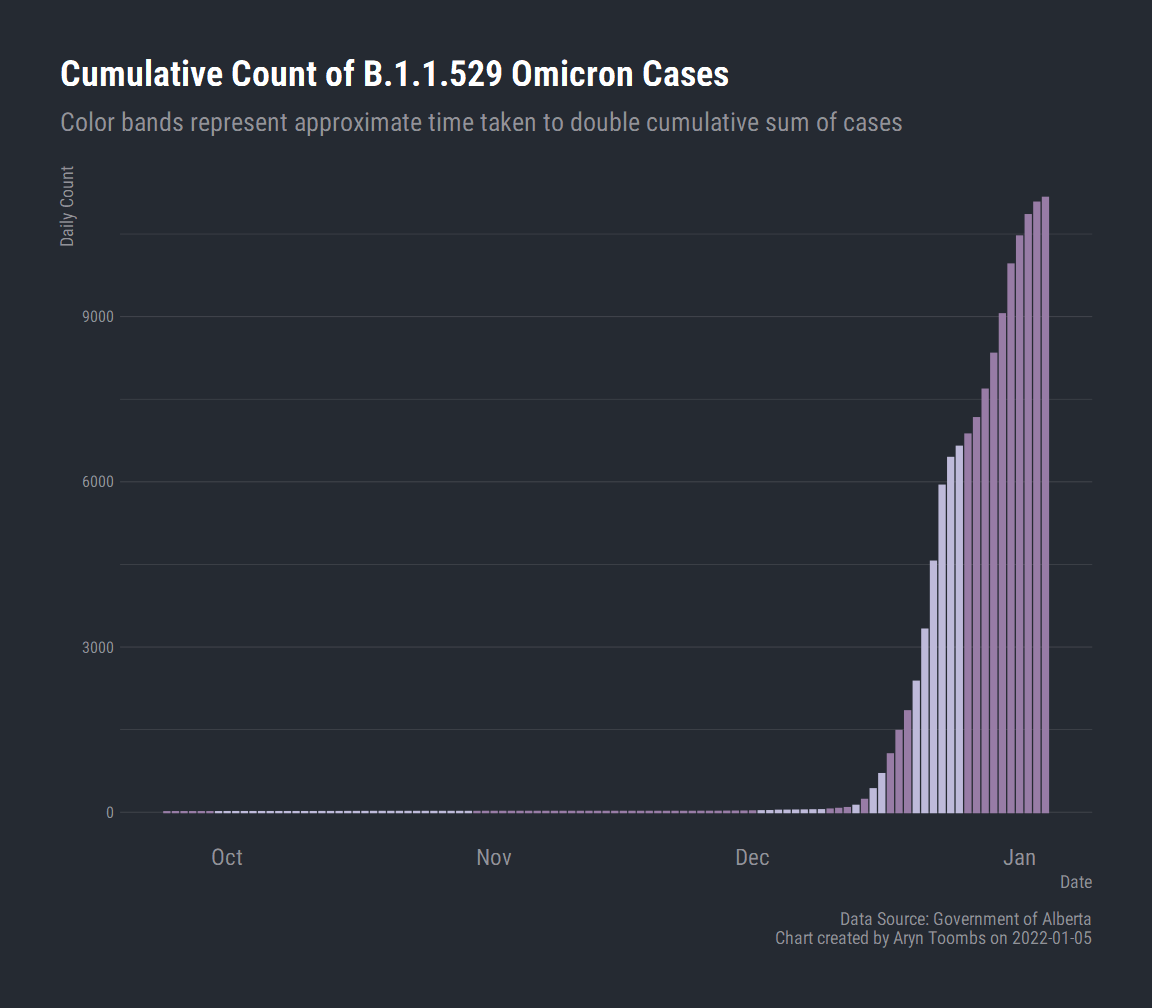 Cumulative Count of B.1.1.529 Omicron Cases
Color bands represent approximate time taken to double cumulative sum of cases
Daily Count
9000
6000
3000
0
Oct Nov Dec Jan
Date
Data Source: Government of Alberta
Chart created by Aryn Toombs on 2022-01-05